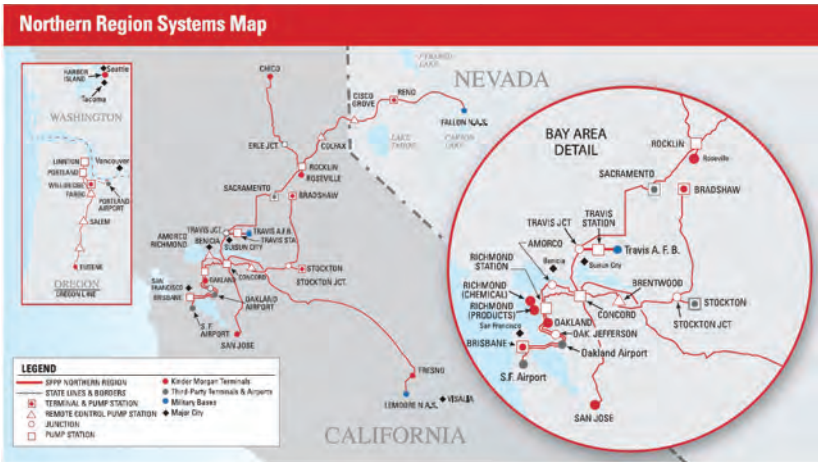 Northern Region Systems Map
Seattle
HARBOR
ISLAND
Tacoma
WASHINGTON
LINNTON
PORTLAND
Vancouver
WILLBRIDGE
PORTLAND
AIRPORT
SALEM
EUGENE
OREGON
OREGON LINE
CHICO
ERLE JCT.
PYRAMID
LAKE
NEVADA
CISCO
GROVE
RENO
FALLON N.A.S.
LAKE
TAHOE
CARSON
LAKE
COLFAX
ROCKLIN
ROSEVILLE
SACRAMENTO
BRADSHAW
TRAVIS JCT.
TRAVIS A.F.B.
TRAVIS STA.
AMORCO
RICHMOND
BENICIA
SUISUN CITY
STOCKTON
STOCKTON JCT.
CONCORD
OAKLAND
SAN
FRANCISCO
BRISBANE
OAKLAND
AIRPORT
S.F.
AIRPORT
SAN JOSE
FRESNO
LEMOORE N.A.S.
VISALIA
CALIFORNIA
BAY AREA
DETAIL
ROCKLIN
Roseville
SACRAMENTO
BRADSHAW
TRAVIS JCT
TRAVIS
STATION
Travis A. F. B.
AMORCO
Benicia
Suisun City
RICHMOND
STATION
RICHMOND
(CHEMICAL)
RICHMOND
(PRODUCTS)
BRENTWOOD
STOCKTON
CONCORD
STOCKTON JCT
San Francisco
OAKLAND
OAK. JEFFERSON
BRISBANE
Oakland Airport
S.F. Airport
SAN JOSE
LEGEND
SFPP NORTHERN REGION
STATE LINES & BORDERS
TERMINAL & PUMP STATION
REMOTE CONTROL PUMP STATION
JUNCTION
PUMP STATION
Kinder Morgan Terminals
Third-Party Terminals & Airports
Military Bases
Major City